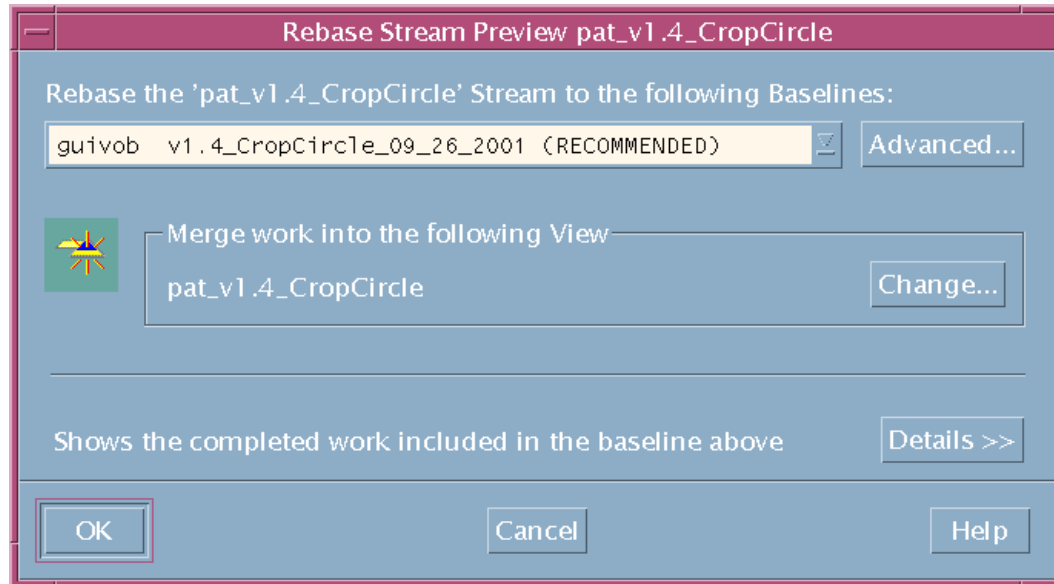 Rebase Stream Preview pat_v1.4_CropCircle
Rebase the 'pat_v1.4_CropCircle' Stream to the following Baselines:
guivob v1.4_CropCircle_09_26_2001 (RECOMMENDED)
Advanced...
Merge work into the following View
pat_v1.4_CropCircle
Change...
Shows the completed work included in the baseline above
Details >>
OK
Cancel
Help